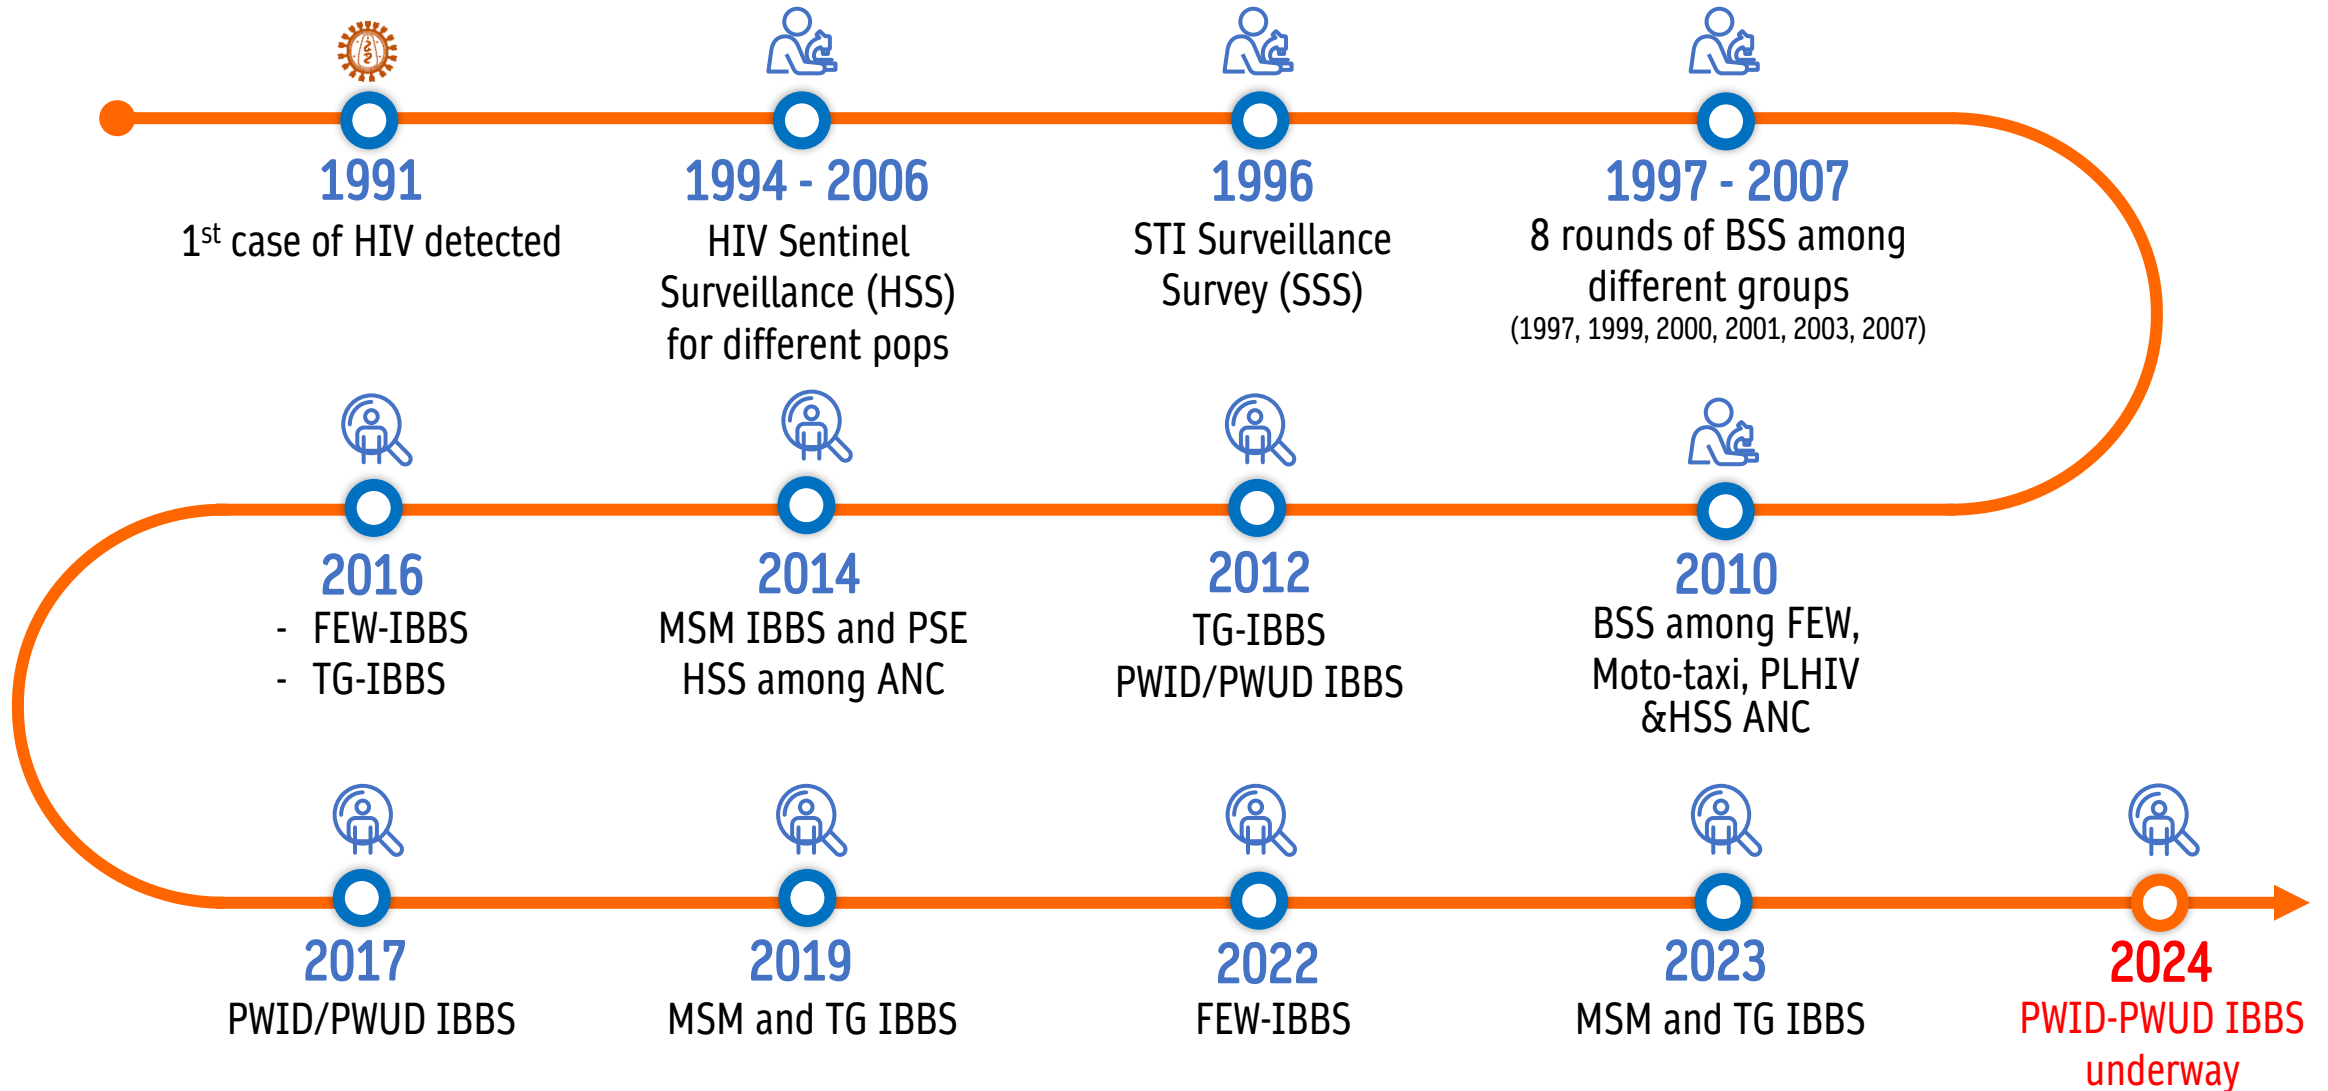 1991
1st case of HIV detected
1994 - 2006
HIV Sentinel
Surveillance (HSS)
for different pops
1996
STI Surveillance
Survey (SSS)
1997 - 2007
8 rounds of BSS among
different groups
(1997, 1999, 2000, 2001, 2003, 2007)
2010
BSS among FEW,
Moto-taxi, PLHIV
&HSS ANC
2012
TG-IBBS
PWID/PWUD IBBS
2014
MSM IBBS and PSE
HSS among ANC
2016
- FEW-IBBS
- TG-IBBS
2017
PWID/PWUD IBBS
2019
MSM and TG IBBS
2022
FEW-IBBS
2023
MSM and TG IBBS
2024
PWID-PWUD IBBS
underway